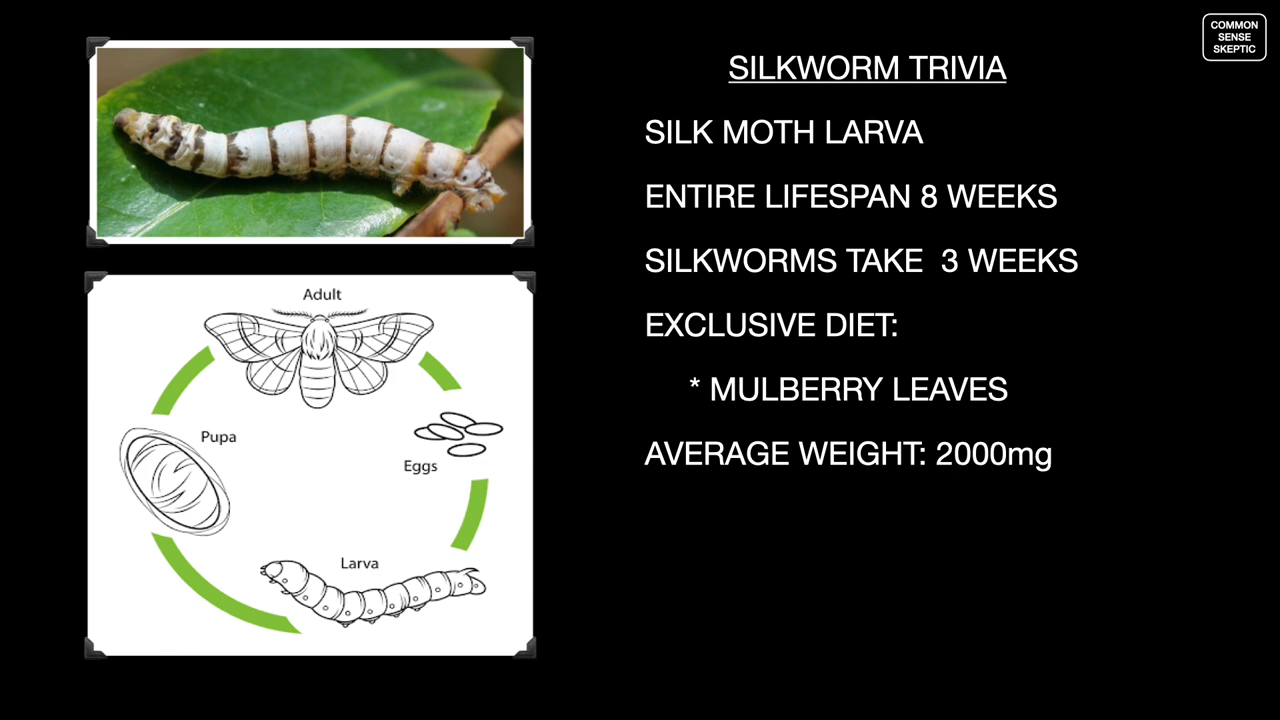 COMMON
SENSE
SKEPTIC
SILKWORM TRIVIA
SILK MOTH LARVA
ENTIRE LIFESPAN 8 WEEKS
SILKWORMS TAKE  3 WEEKS
EXCLUSIVE DIET:
* MULBERRY LEAVES
AVERAGE WEIGHT: 2000mg
Adult
Pupa
Eggs
Larva